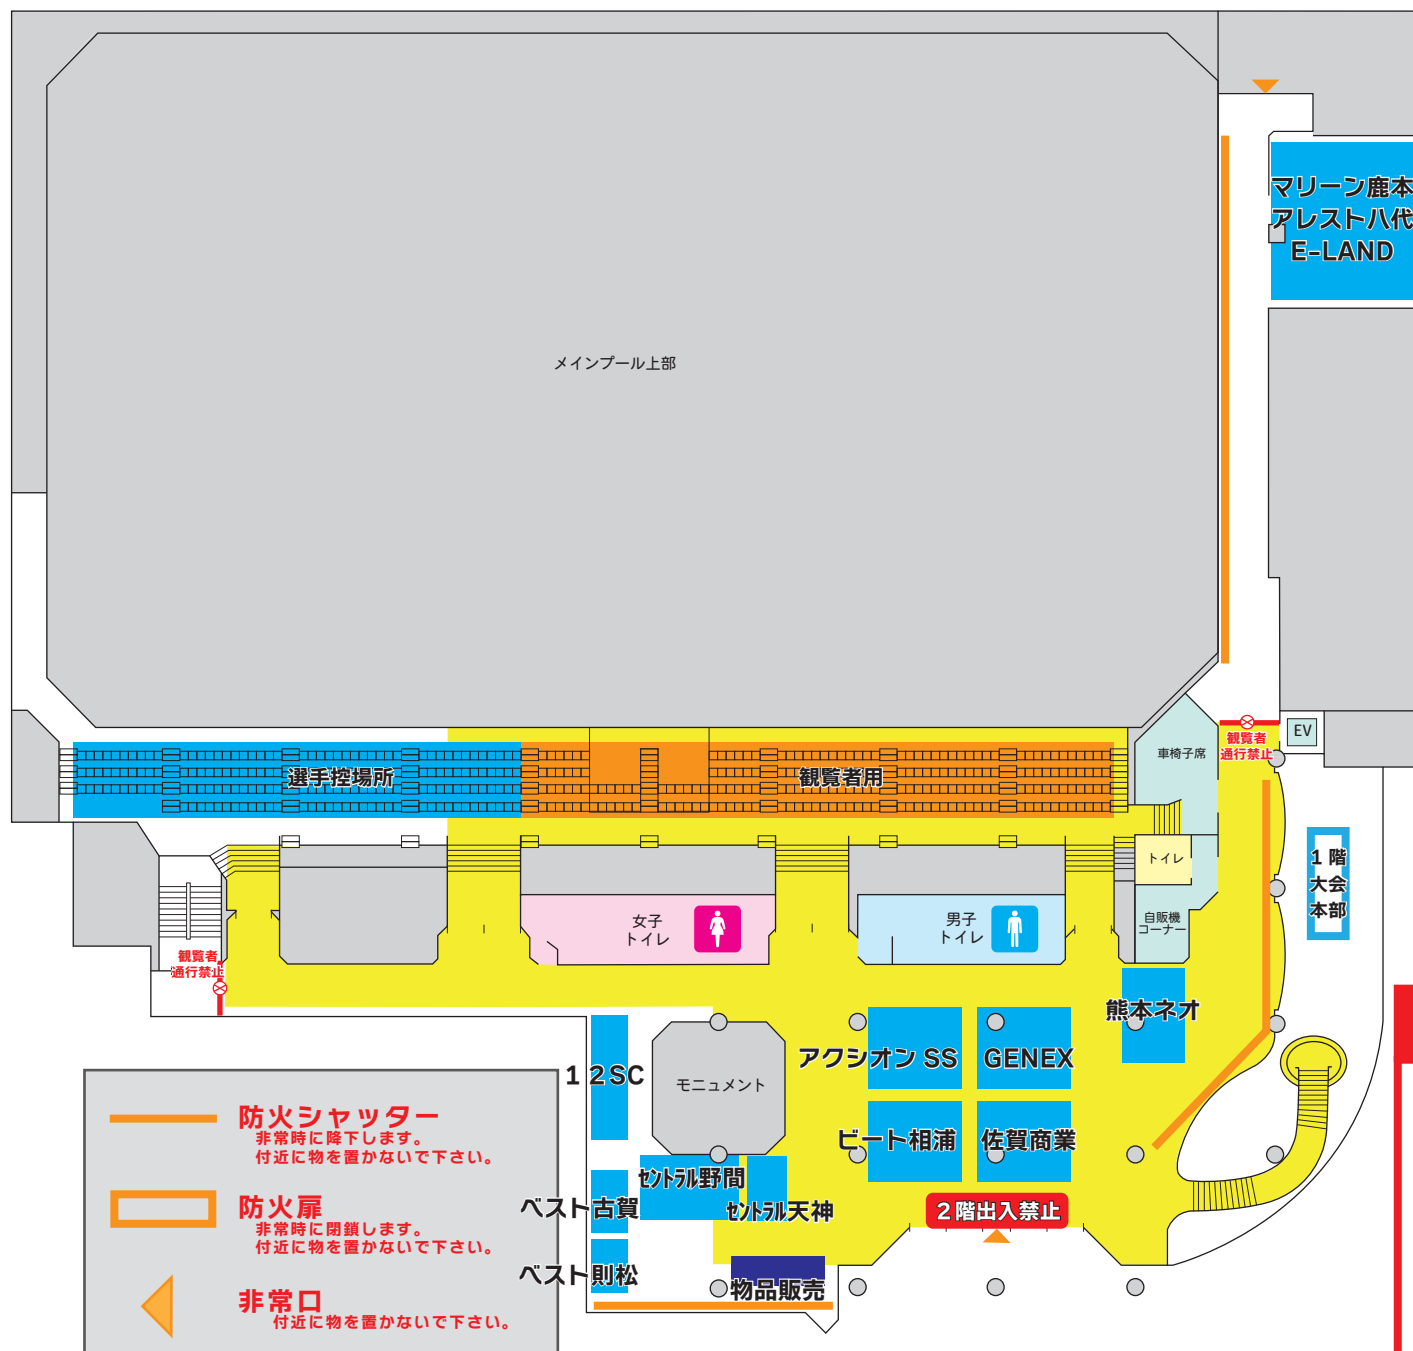 マリーン鹿本
アレスト八代
E-LAND
メインプール上部
選手控場所
観覧者用
車椅子席
観覧者
通行禁止
EV
トイレ
1階
大会
本部
女子
トイレ
男子
トイレ
自販機
コーナー
観覧者
通行禁止
熊本ネオ
アクシオン SS
GENEX
12SC
モニュメント
ビート相浦
佐賀商業
セントラル野間
セントラル天神
ベスト古賀
2階出入禁止
ベスト則松
物品販売
防火シャッター
非常時に降下します。
付近に物を置かないで下さい。
防火扉
非常時に閉鎖します。
付近に物を置かないで下さい。
非常口
付近に物を置かないで下さい。